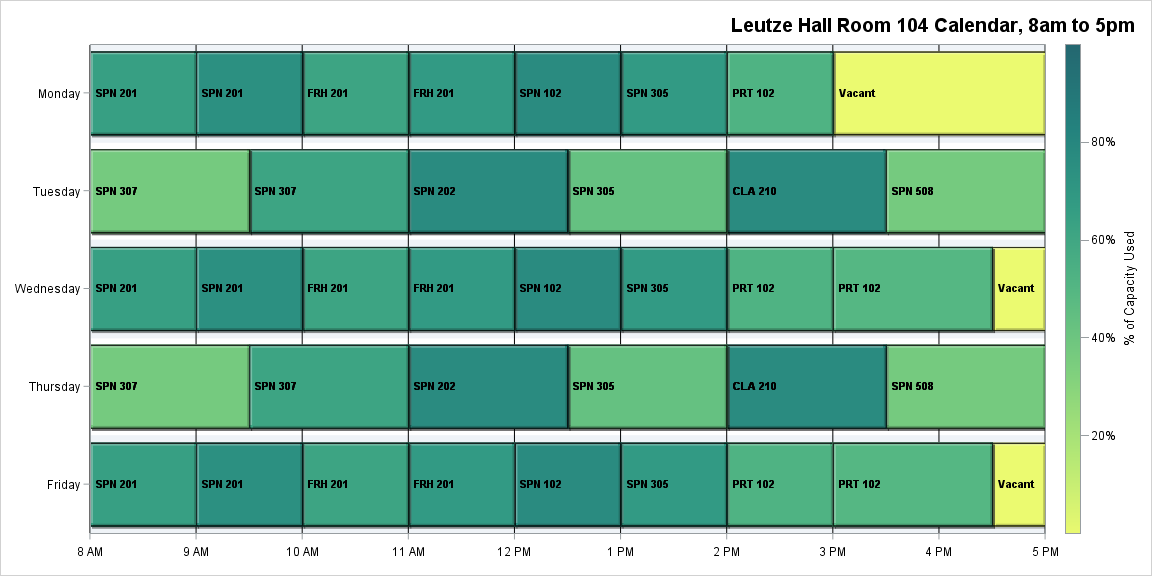 Leutze Hall Room 104 Calendar, 8am to 5pm
Monday
SPN 201
SPN 201
FRH 201
FRH 201
SPN 102
SPN 305
PRT 102
Vacant
Tuesday
SPN 307
SPN 307
SPN 202
SPN 305
CLA 210
SPN 508
Wednesday
SPN 201
SPN 201
FRH 201
FRH 201
SPN 102
SPN 305
PRT 102
PRT 102
Vacant
Thursday
SPN 307
SPN 307
SPN 202
SPN 305
CLA 210
SPN 508
Friday
SPN 201
SPN 201
FRH 201
FRH 201
SPN 102
SPN 305
PRT 102
PRT 102
Vacant
8 AM
9 AM
10 AM
11 AM
12 PM
1 PM
2 PM
3 PM
4 PM
5 PM
80%
60%
40%
20%
% of Capacity Used